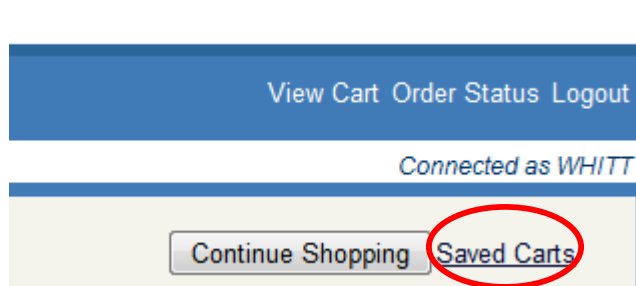 View Cart Order Status Logout
Connected as WHITT
Continue Shopping Saved Carts